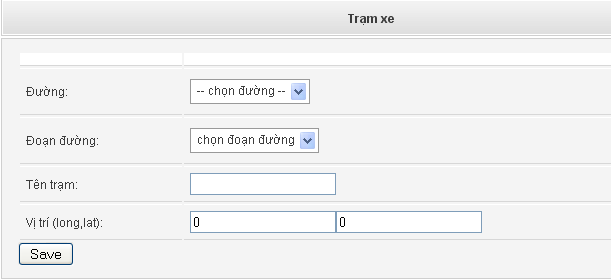 Trạm xe
Đường: -- chọn đường --
Đoạn đường: chọn đoạn đường
Tên trạm:
Vị trí (long,lat): 0 0
Save